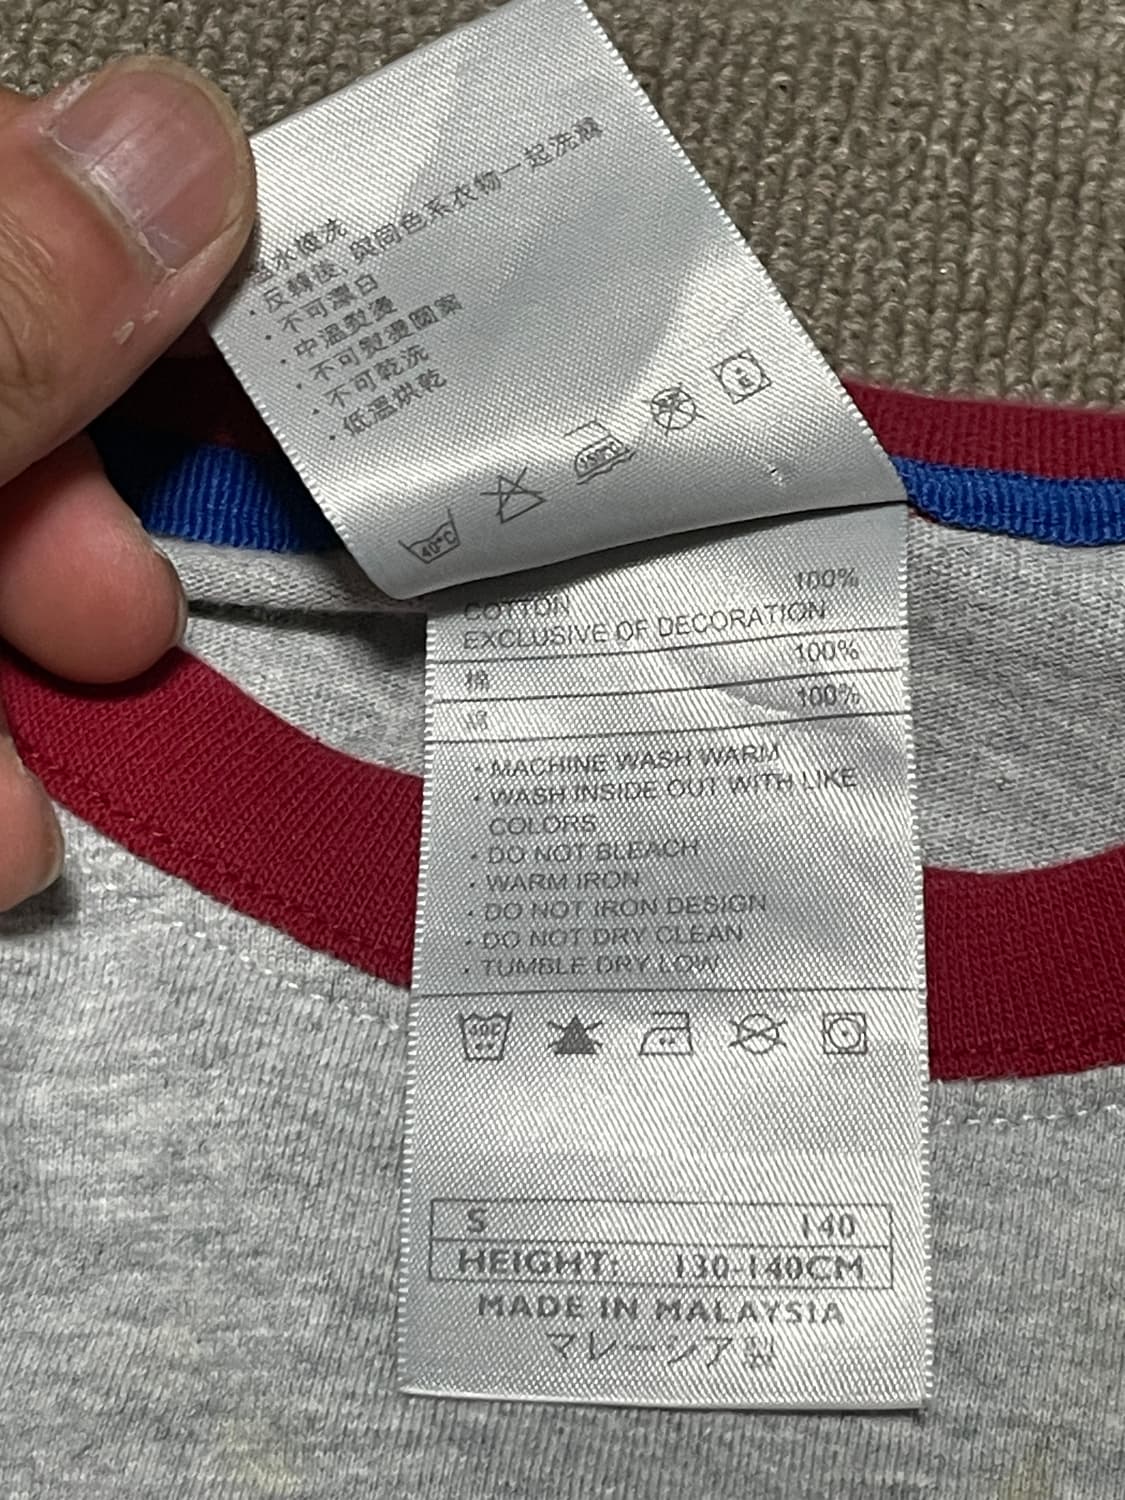 水機洗
· 反轉後, 與同色系衣物一起洗滌
· 不可漂白
· 中溫熨燙
· 不可熨燙圖案
· 不可乾洗
· 低溫烘乾
40°C
100%
COTTON
EXCLUSIVE OF DECORATION
100%
棉
100%
綿
· MACHINE WASH WARM
· WASH INSIDE OUT WITH LIKE
COLORS
· DO NOT BLEACH
· WARM IRON
· DO NOT IRON DESIGN
· DO NOT DRY CLEAN
· TUMBLE DRY LOW
S 140
HEIGHT: 130-140CM
MADE IN MALAYSIA
マレーシア製